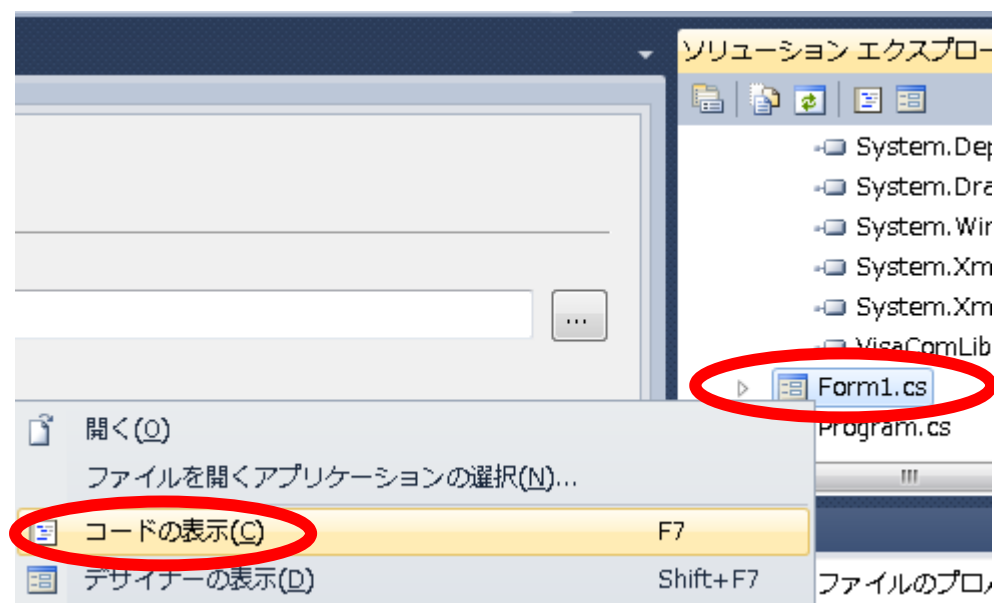 ソリューション エクスプロー
System.Dep
System.Dra
System.Wir
System.Xm
System.Xm
VisaComLib
Form1.cs
Program.cs
...
開く(O)
ファイルを開くアプリケーションの選択(N)...
コードの表示(C) F7
デザイナーの表示(D) Shift+F7
ファイルのプロ